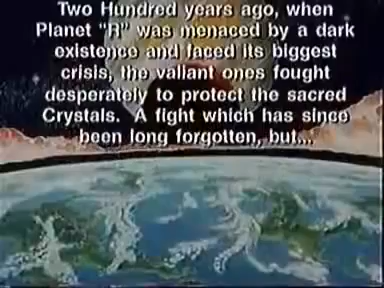 Two Hundred years ago, when
Planet "R" was menaced by a dark
existence and faced its biggest
crisis, the valiant ones fought
desperately to protect the sacred
Crystals. A fight which has since
been long forgotten, but...